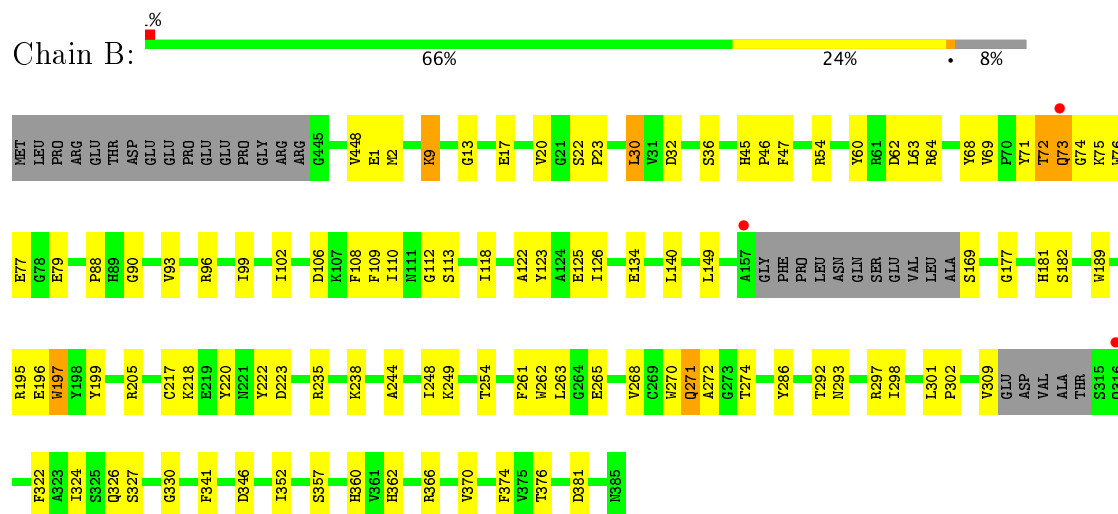 .%
Chain B:
66% 24% • 8%
MET LEU PRO ARG GLU THR ASP GLU GLU PRO GLU GLU PRO GLY ARG ARG G445 V448 E1 M2 K9 G13 E17 V20 G21 S22 P23 L30 V31 D32 S36 H45 P46 F47 R54 Y60 R61 D62 L63 R64 Y68 V69 P70 Y71 T72 Q73 G74 K75 W76
E77 G78 E79 P88 H89 G90 V93 R96 I99 I102 D106 K107 F108 F109 I110 N111 G112 S113 I118 A122 Y123 A124 E125 I126 E134 L140 L149 A157 GLY PHE PRO LEU ASN GLN SER GLU VAL LEU ALA S169 G177 H181 S182 W189
R195 E196 W197 Y198 Y199 R205 C217 K218 E219 Y220 N221 Y222 D223 R235 K238 A244 I248 K249 T254 F261 W262 L263 G264 E265 V268 C269 W270 Q271 A272 G273 T274 Y286 T292 N293 R297 I298 L301 P302 V309 GLU ASP VAL ALA THR S315 Q316
F322 A323 I324 S325 Q326 S327 G330 F341 D346 I352 S357 H360 V361 H362 R366 V370 F374 V375 T376 D381 N385